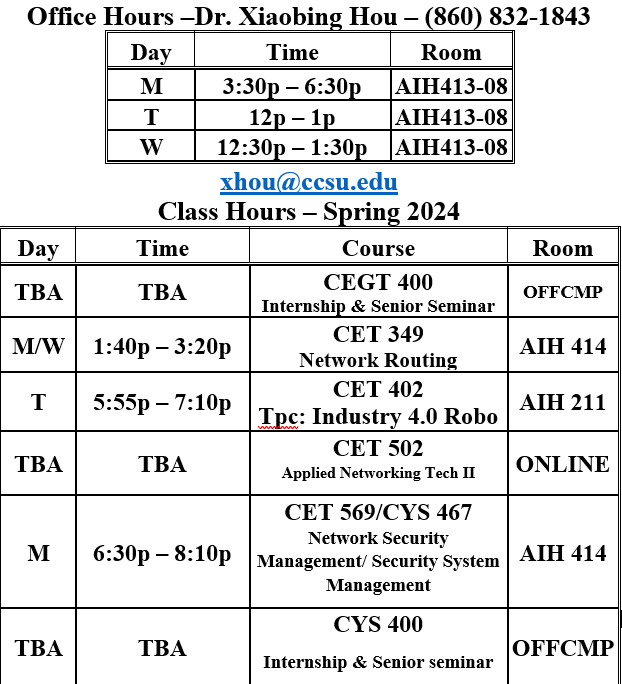 Office Hours –Dr. Xiaobing Hou – (860) 832-1843
Day Time Room
M 3:30p – 6:30p AIH413-08
T 12p – 1p AIH413-08
W 12:30p – 1:30p AIH413-08
xhou@ccsu.edu
Class Hours – Spring 2024
Day Time Course Room
TBA TBA CEGT 400 OFFCMP
Internship & Senior Seminar
M/W 1:40p – 3:20p CET 349 AIH 414
Network Routing
T 5:55p – 7:10p CET 402 AIH 211
Tpc: Industry 4.0 Robo
TBA TBA CET 502 ONLINE
Applied Networking Tech II
M 6:30p – 8:10p CET 569/CYS 467 AIH 414
Network Security
Management/ Security System
Management
TBA TBA CYS 400 OFFCMP
Internship & Senior seminar